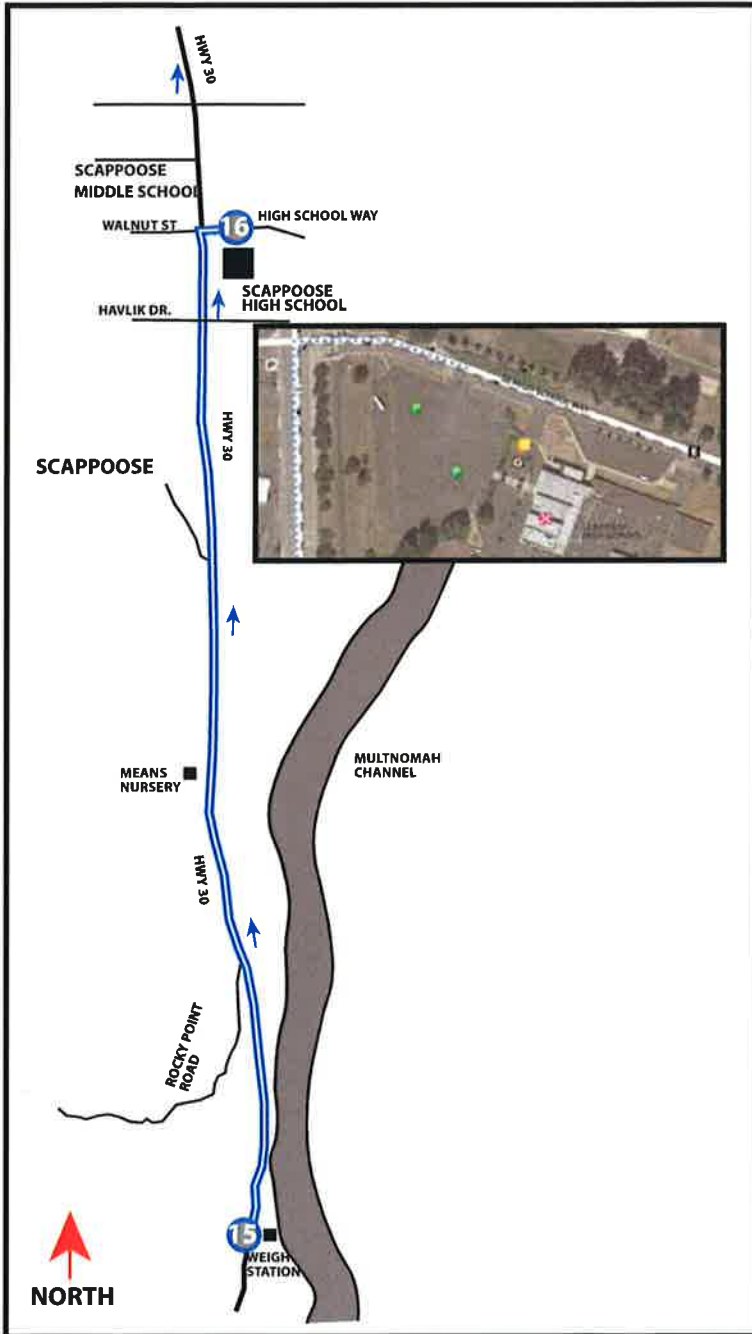 HWY 30
SCAPPOOSE
MIDDLE SCHOOL
WALNUT ST
16
HIGH SCHOOL WAY
SCAPPOOSE
HIGH SCHOOL
HAVLIK DR.
HWY 30
SCAPPOOSE
MEANS
NURSERY
MULTNOMAH
CHANNEL
HWY 30
ROCKY POINT
ROAD
15
WEIGH
STATION
NORTH